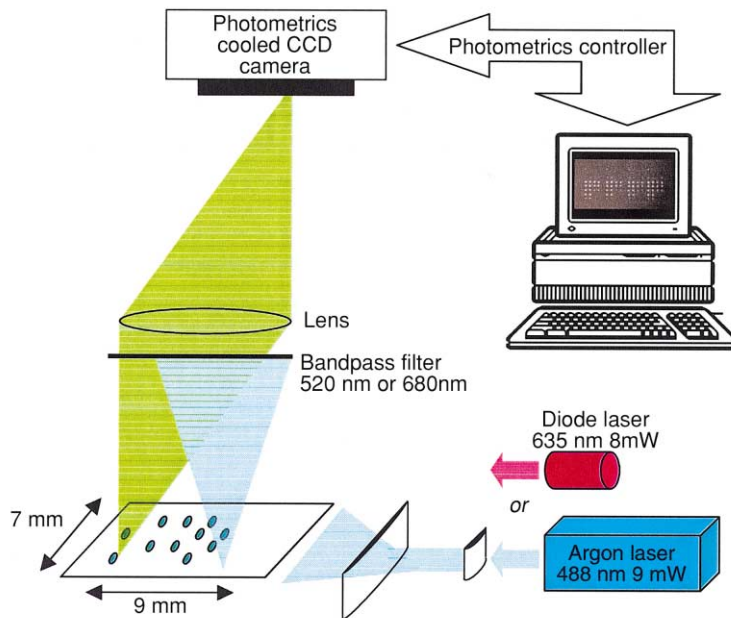 Photometrics
cooled CCD
camera
Photometrics controller
Lens
Bandpass filter
520 nm or 680nm
Diode laser
635 nm 8mW
or
7 mm
Argon laser
488 nm 9 mW
9 mm